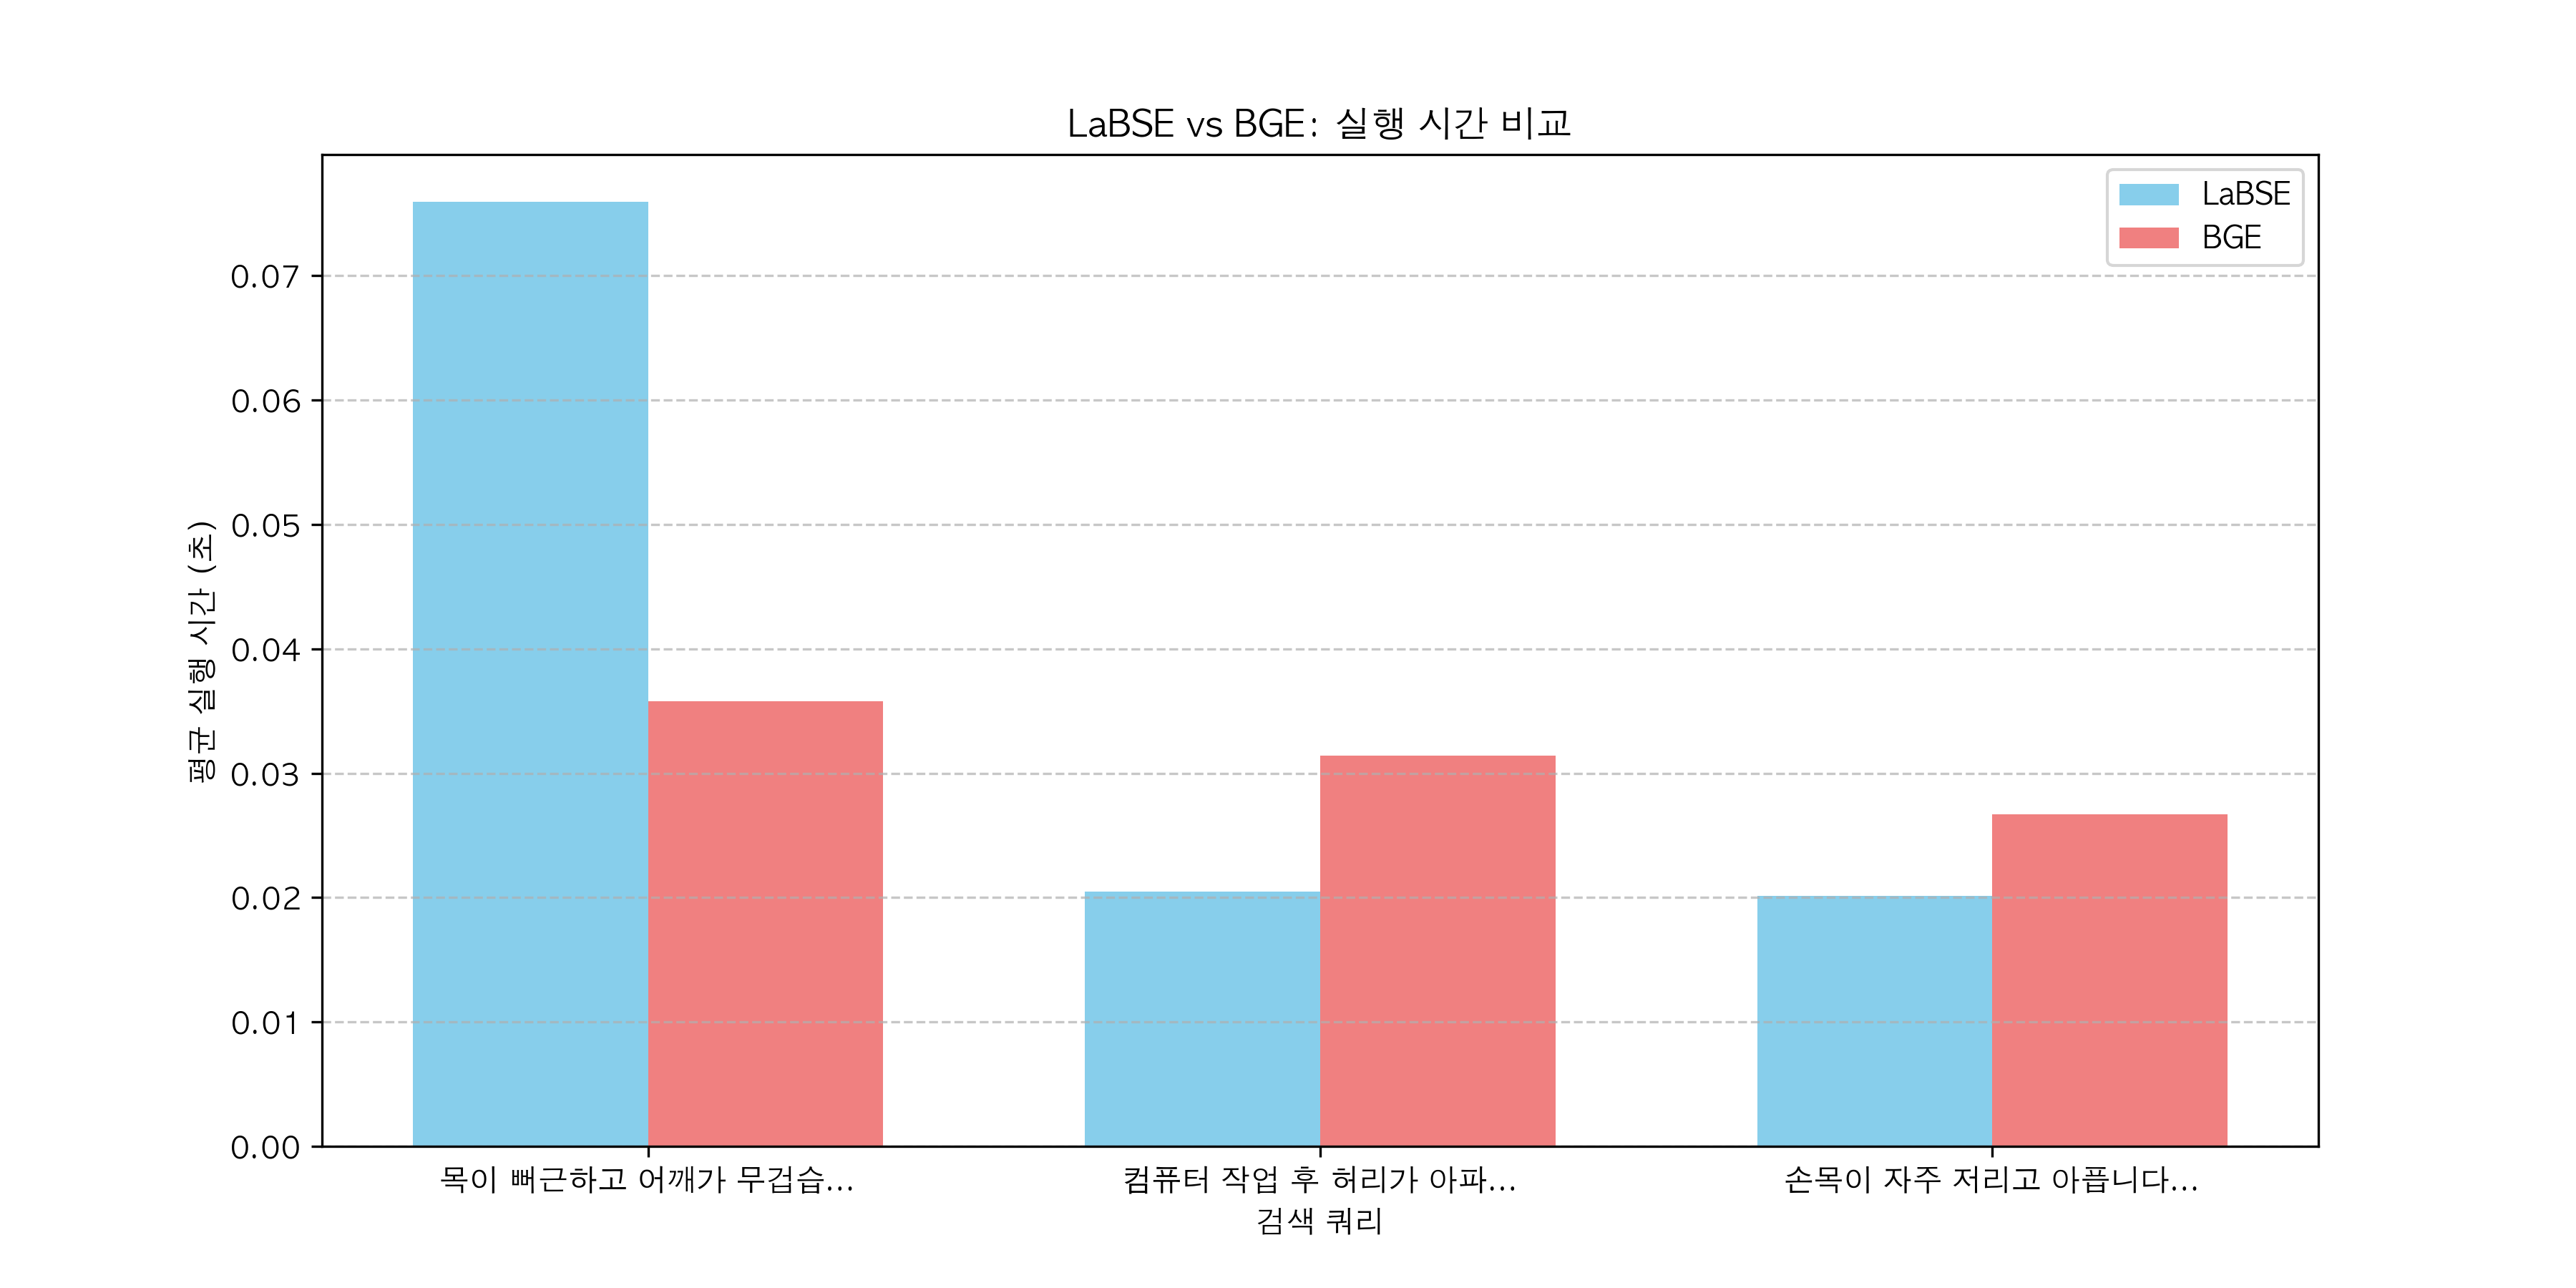 LaBSE vs BGE: 실행 시간 비교
LaBSE
BGE
평균 실행 시간 (초)
0.07
0.06
0.05
0.04
0.03
0.02
0.01
0.00
목이 뻐근하고 어깨가 무겁습...
컴퓨터 작업 후 허리가 아파...
손목이 자주 저리고 아픕니다...
검색 쿼리